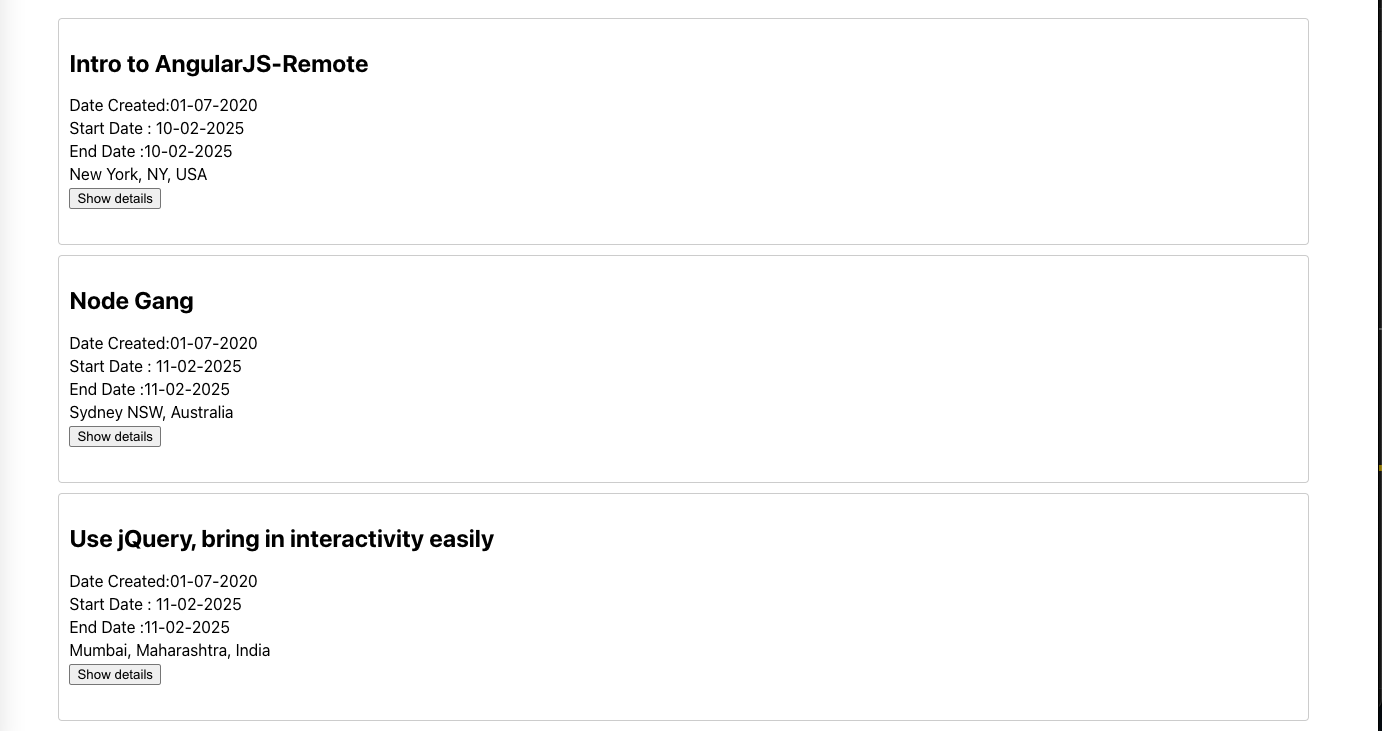 Intro to AngularJS-Remote
Date Created:01-07-2020
Start Date : 10-02-2025
End Date :10-02-2025
New York, NY, USA
Show details
Node Gang
Date Created:01-07-2020
Start Date : 11-02-2025
End Date :11-02-2025
Sydney NSW, Australia
Show details
Use jQuery, bring in interactivity easily
Date Created:01-07-2020
Start Date : 11-02-2025
End Date :11-02-2025
Mumbai, Maharashtra, India
Show details